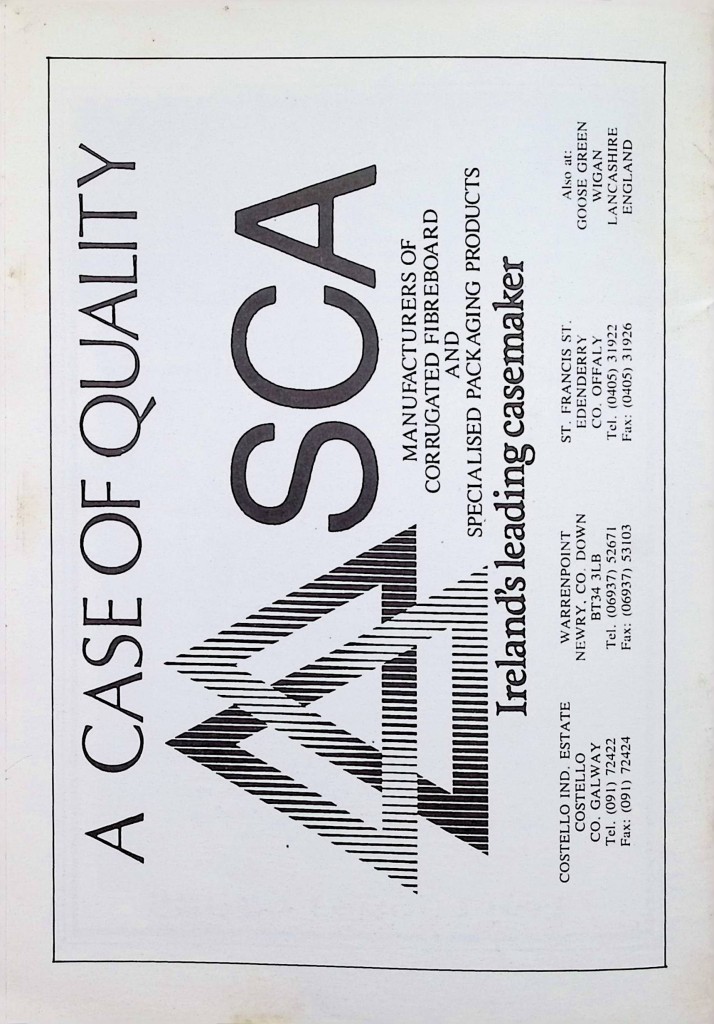 A CASE OF QUALITY
SCA
MANUFACTURERS OF
CORRUGATED FIBREBOARD
AND
SPECIALISED PACKAGING PRODUCTS
Ireland's leading casemaker
COSTELLO IND. ESTATE
COSTELLO
CO. GALWAY
Tel. (091) 72422
Fax: (091) 72424
WARRENPOINT
NEWRY, CO. DOWN
BT34 3LB
Tel. (06937) 52671
Fax: (06937) 53103
ST. FRANCIS ST.
EDENDERRY
CO. OFFALY
Tel. (0405) 31922
Fax: (0405) 31926
Also at:
GOOSE GREEN
WIGAN
LANCASHIRE
ENGLAND